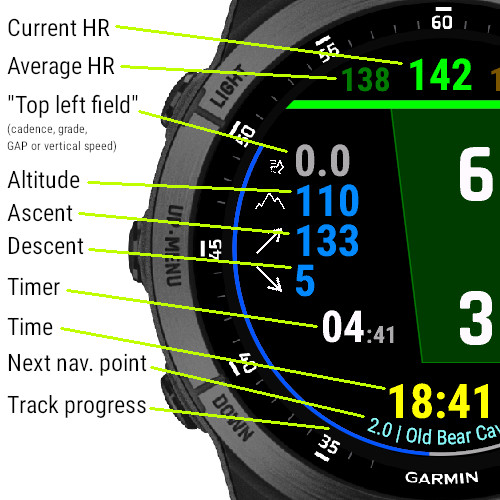 Current HR
Average HR
"Top left field"
(cadence, grade,
GAP or vertical speed)
Altitude
Ascent
Descent
Timer
Time
Next nav. point
Track progress
60
55
LIGHT
50
UP·MENU
45
40
DOWN
35
138
142
0.0
110
133
5
6
3
04:41
18:41
2.0 | Old Bear Cav
GARMIN